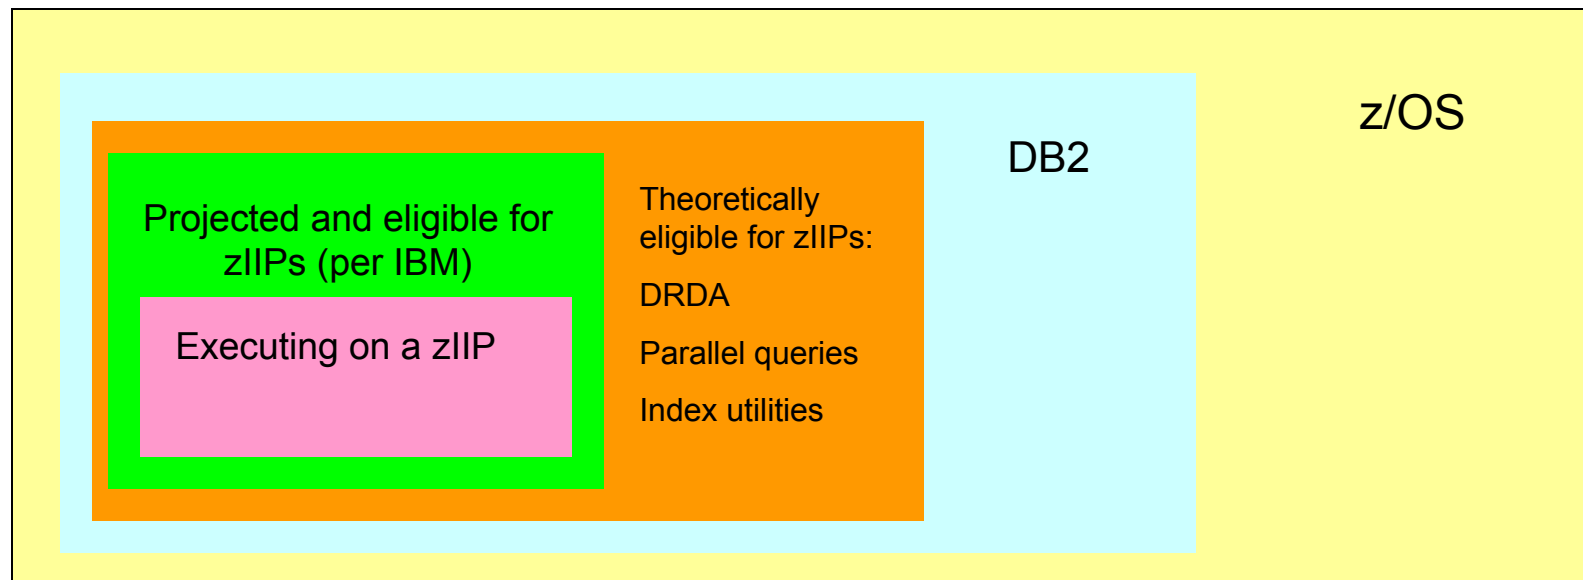 z/OS
DB2
Projected and eligible for
zIIPs (per IBM)
Executing on a zIIP
Theoretically
eligible for zIIPs:
DRDA
Parallel queries
Index utilities